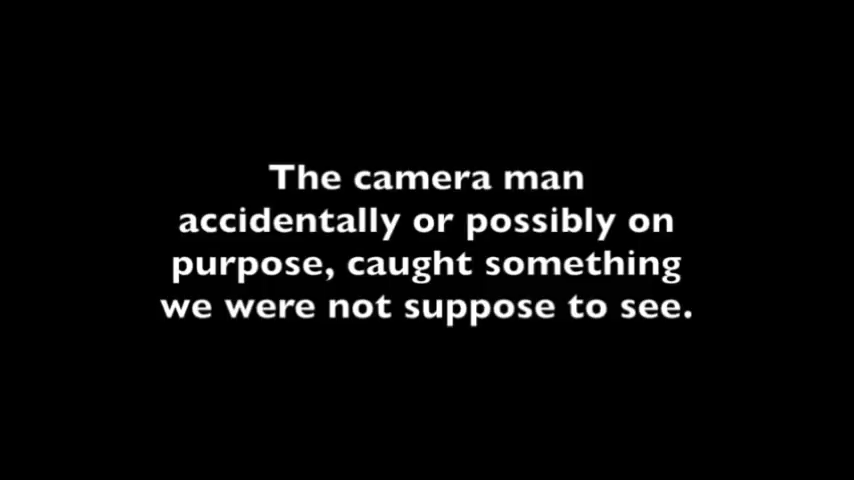 The camera man
accidentally or possibly on
purpose, caught something
we were not suppose to see.